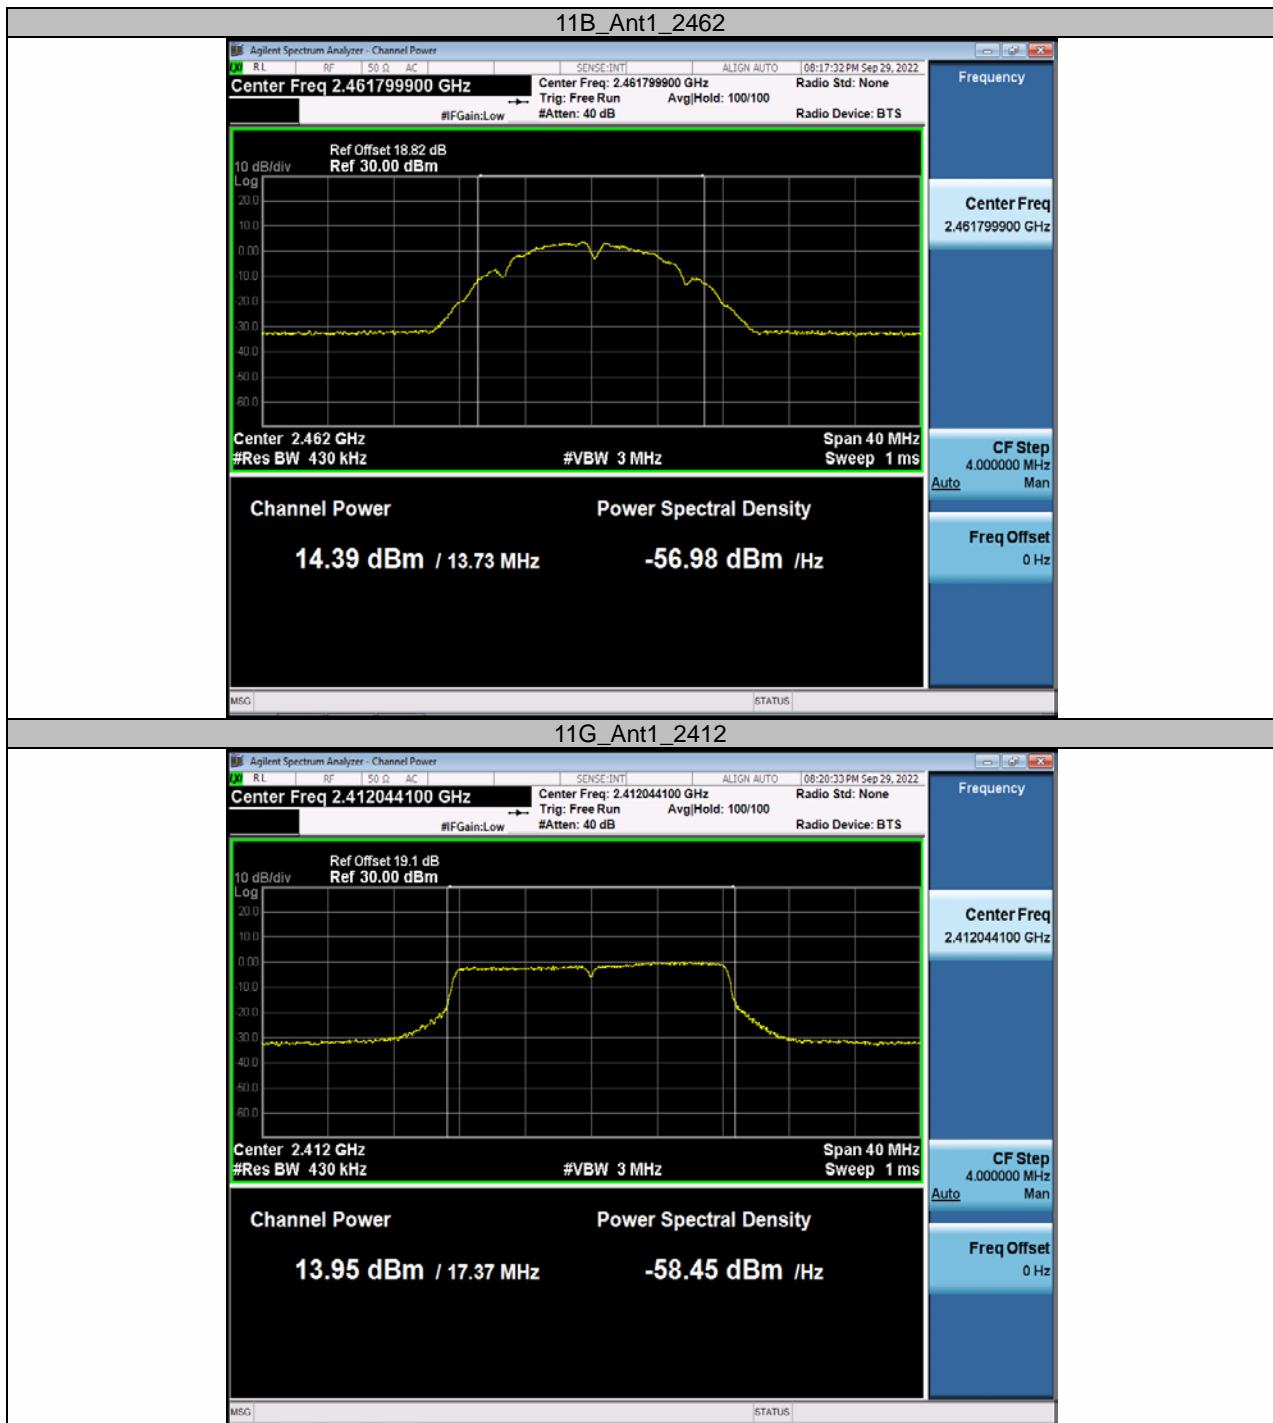 11B_Ant1_2462
Agilent Spectrum Analyzer - Channel Power
RL RF 50 Ω AC SENSE:INT ALIGN AUTO 08:17:32 PM Sep 29, 2022
Center Freq 2.461799900 GHz
Center Freq: 2.461799900 GHz Radio Std: None
Trig: Free Run Avg|Hold: 100/100
#IFGain:Low #Atten: 40 dB Radio Device: BTS
Frequency
Ref Offset 18.82 dB
10 dB/div Ref 30.00 dBm
Log
20.0
10.0
0.00
-10.0
-20.0
-30.0
-40.0
-50.0
-60.0
Center 2.462 GHz Span 40 MHz
#Res BW 430 kHz #VBW 3 MHz Sweep 1 ms
Channel Power Power Spectral Density
14.39 dBm / 13.73 MHz -56.98 dBm /Hz
Center Freq
2.461799900 GHz
CF Step
4.000000 MHz
Auto Man
Freq Offset
0 Hz
MSG STATUS
11G_Ant1_2412
Agilent Spectrum Analyzer - Channel Power
RL RF 50 Ω AC SENSE:INT ALIGN AUTO 08:20:33 PM Sep 29, 2022
Center Freq 2.412044100 GHz
Center Freq: 2.412044100 GHz Radio Std: None
Trig: Free Run Avg|Hold: 100/100
#IFGain:Low #Atten: 40 dB Radio Device: BTS
Frequency
Ref Offset 19.1 dB
10 dB/div Ref 30.00 dBm
Log
20.0
10.0
0.00
-10.0
-20.0
-30.0
-40.0
-50.0
-60.0
Center 2.412 GHz Span 40 MHz
#Res BW 430 kHz #VBW 3 MHz Sweep 1 ms
Channel Power Power Spectral Density
13.95 dBm / 17.37 MHz -58.45 dBm /Hz
Center Freq
2.412044100 GHz
CF Step
4.000000 MHz
Auto Man
Freq Offset
0 Hz
MSG STATUS